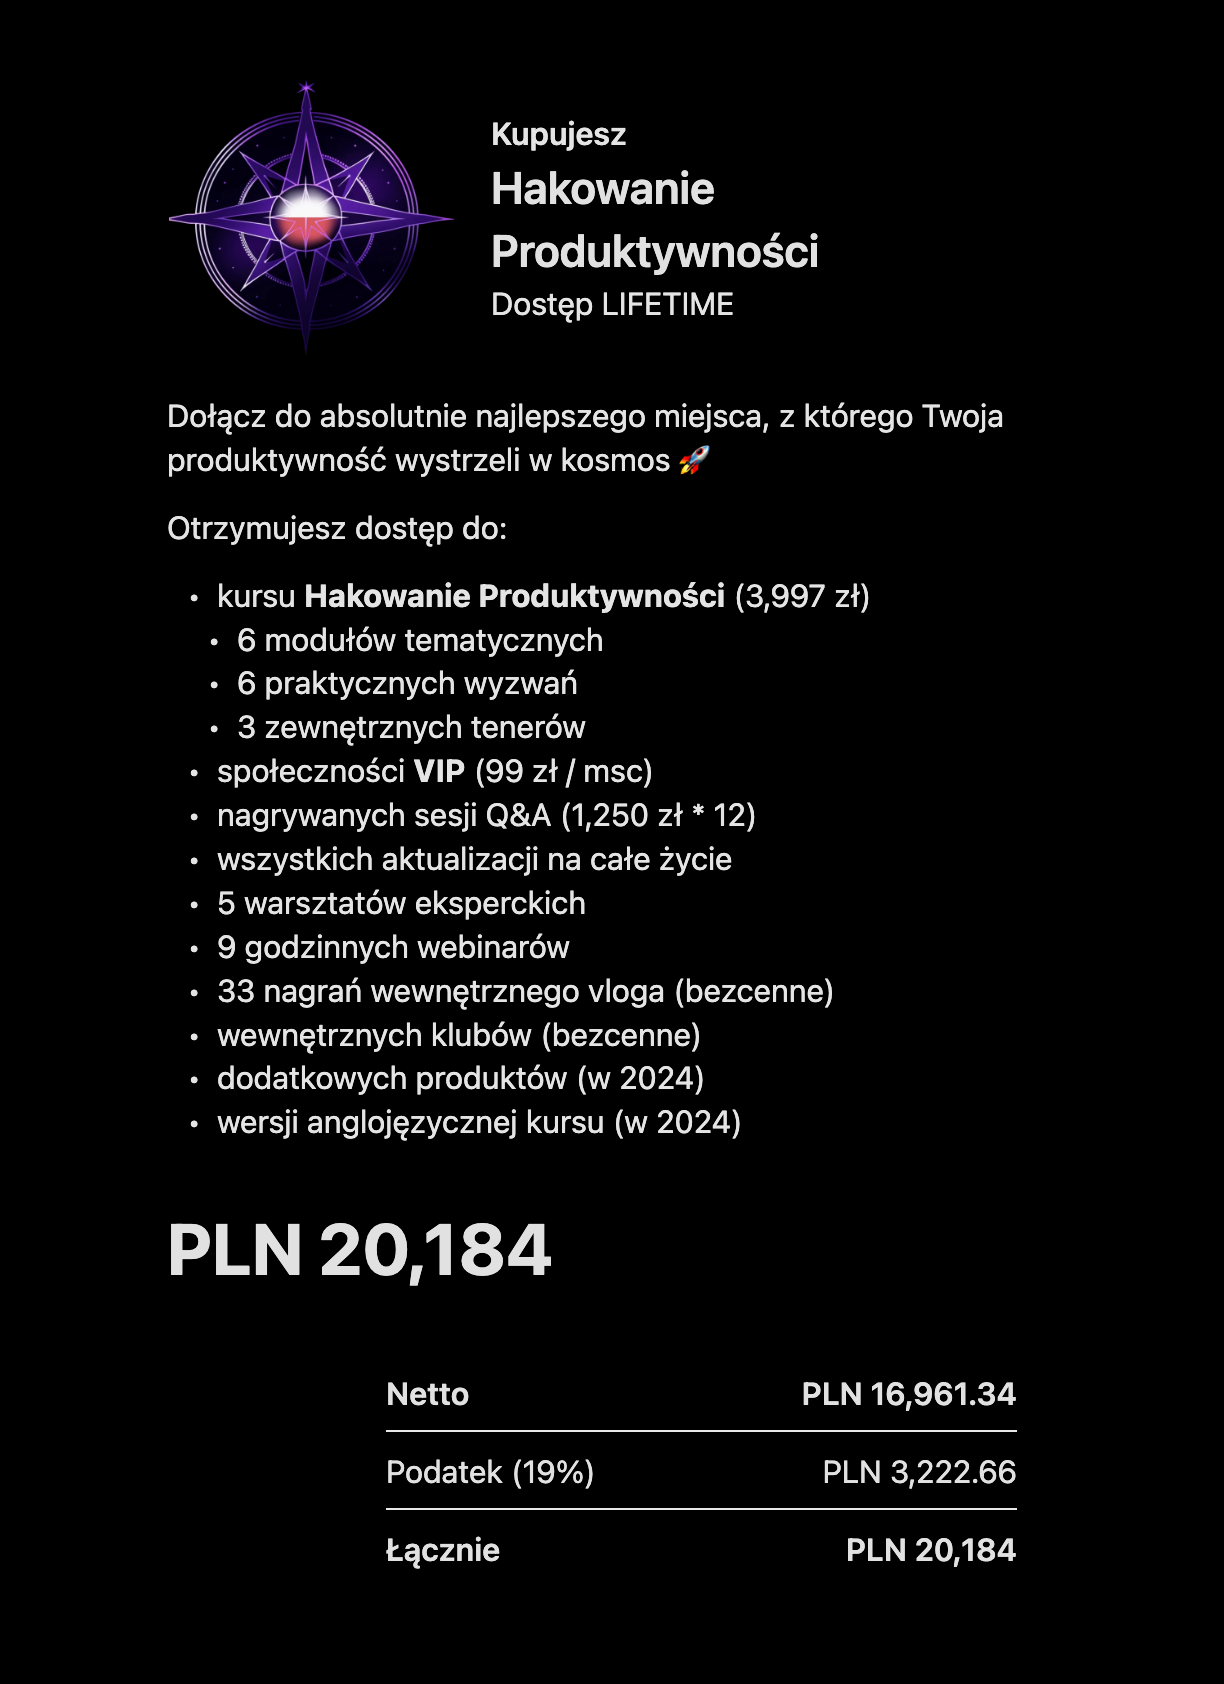 Kupujesz
Hakowanie
Produktywności
Dostęp LIFETIME
Dołącz do absolutnie najlepszego miejsca, z którego Twoja
produktywność wystrzeli w kosmos 🚀
Otrzymujesz dostęp do:
• kursu Hakowanie Produktywności (3,997 zł)
• 6 modułów tematycznych
• 6 praktycznych wyzwań
• 3 zewnętrznych tenerów
• społeczności VIP (99 zł / msc)
• nagrywanych sesji Q&A (1,250 zł * 12)
• wszystkich aktualizacji na całe życie
• 5 warsztatów eksperckich
• 9 godzinnych webinarów
• 33 nagrań wewnętrznego vloga (bezcenne)
• wewnętrznych klubów (bezcenne)
• dodatkowych produktów (w 2024)
• wersji anglojęzycznej kursu (w 2024)
PLN 20,184
Netto PLN 16,961.34
Podatek (19%) PLN 3,222.66
Łącznie PLN 20,184